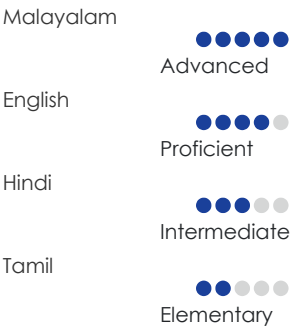 Malayalam
Advanced
English
Proficient
Hindi
Intermediate
Tamil
Elementary